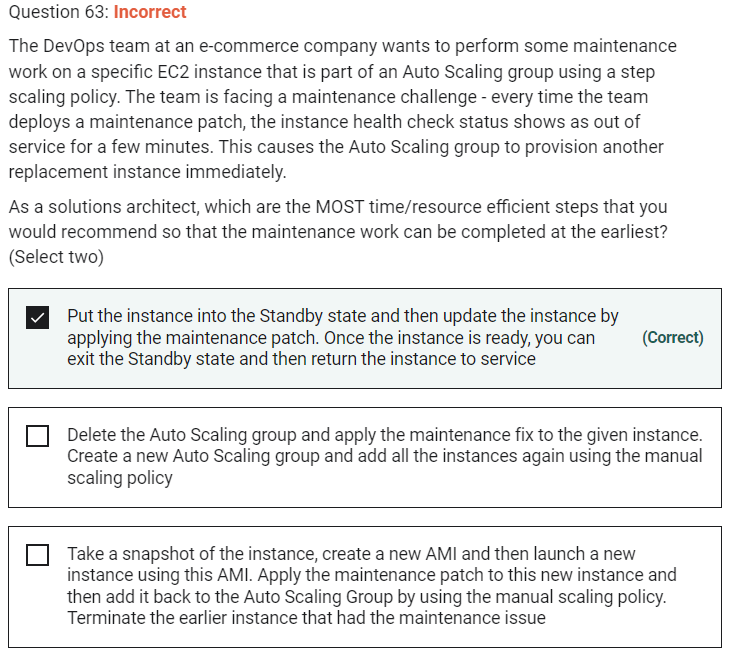 Question 63: Incorrect
The DevOps team at an e-commerce company wants to perform some maintenance
work on a specific EC2 instance that is part of an Auto Scaling group using a step
scaling policy. The team is facing a maintenance challenge - every time the team
deploys a maintenance patch, the instance health check status shows as out of
service for a few minutes. This causes the Auto Scaling group to provision another
replacement instance immediately.
As a solutions architect, which are the MOST time/resource efficient steps that you
would recommend so that the maintenance work can be completed at the earliest?
(Select two)
Put the instance into the Standby state and then update the instance by
applying the maintenance patch. Once the instance is ready, you can
exit the Standby state and then return the instance to service
(Correct)
Delete the Auto Scaling group and apply the maintenance fix to the given instance.
Create a new Auto Scaling group and add all the instances again using the manual
scaling policy
Take a snapshot of the instance, create a new AMI and then launch a new
instance using this AMI. Apply the maintenance patch to this new instance and
then add it back to the Auto Scaling Group by using the manual scaling policy.
Terminate the earlier instance that had the maintenance issue